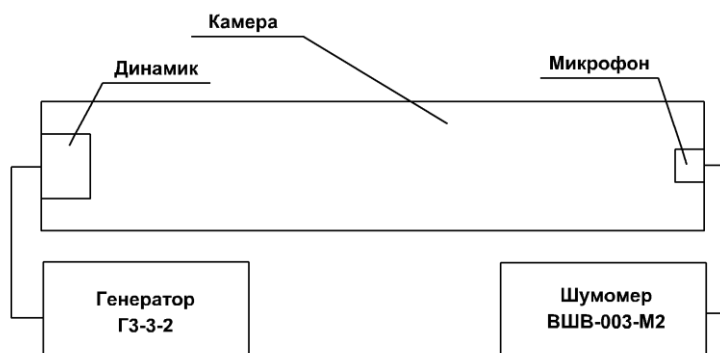 Камера
Динамик
Микрофон
Генератор
Г3-3-2
Шумомер
ВШВ-003-М2